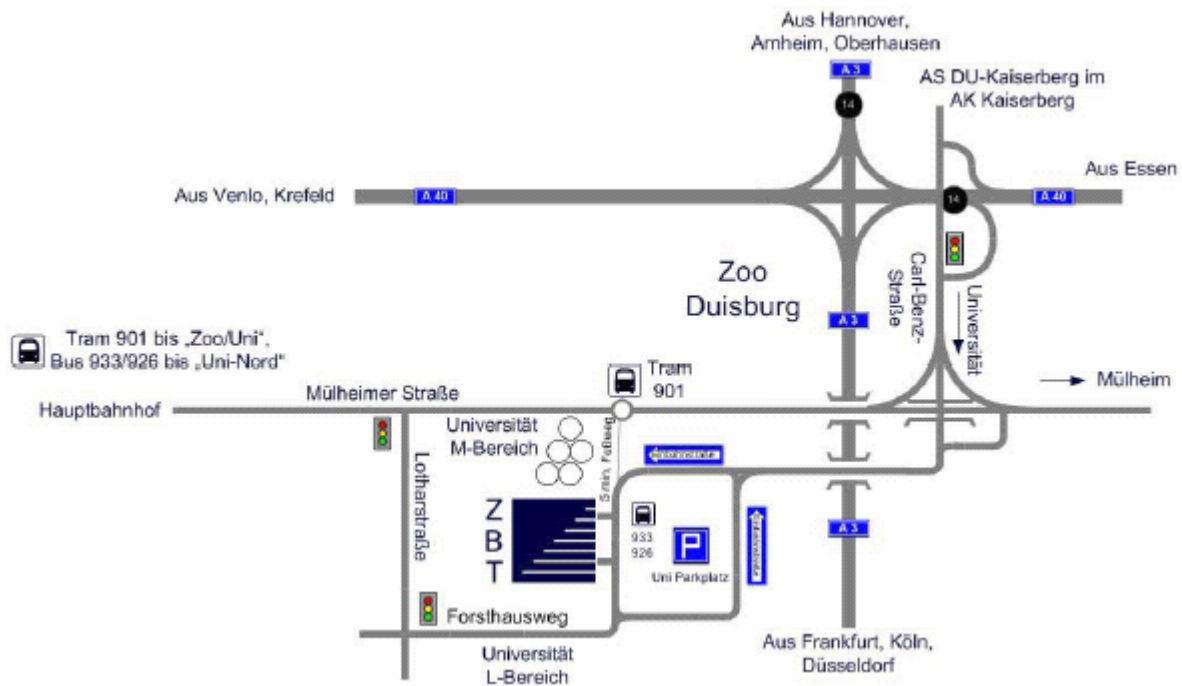 Aus Hannover,
Arnheim, Oberhausen
A 3
AS DU-Kaiserberg im
AK Kaiserberg
14
Aus Venlo, Krefeld
A 40
14
A 40
Aus Essen
Zoo
Duisburg
Carl-Benz-
Straße
Universität
A 3
Tram 901 bis „Zoo/Uni“,
Bus 933/926 bis „Uni-Nord“
Tram
901
Mülheim
Hauptbahnhof
Mülheimer Straße
Universität
M-Bereich
5 min. Fußweg
Lotharstraße
Z
B
T
933
926
P
Uni Parkplatz
A 3
Forsthausweg
Universität
L-Bereich
Aus Frankfurt, Köln,
Düsseldorf